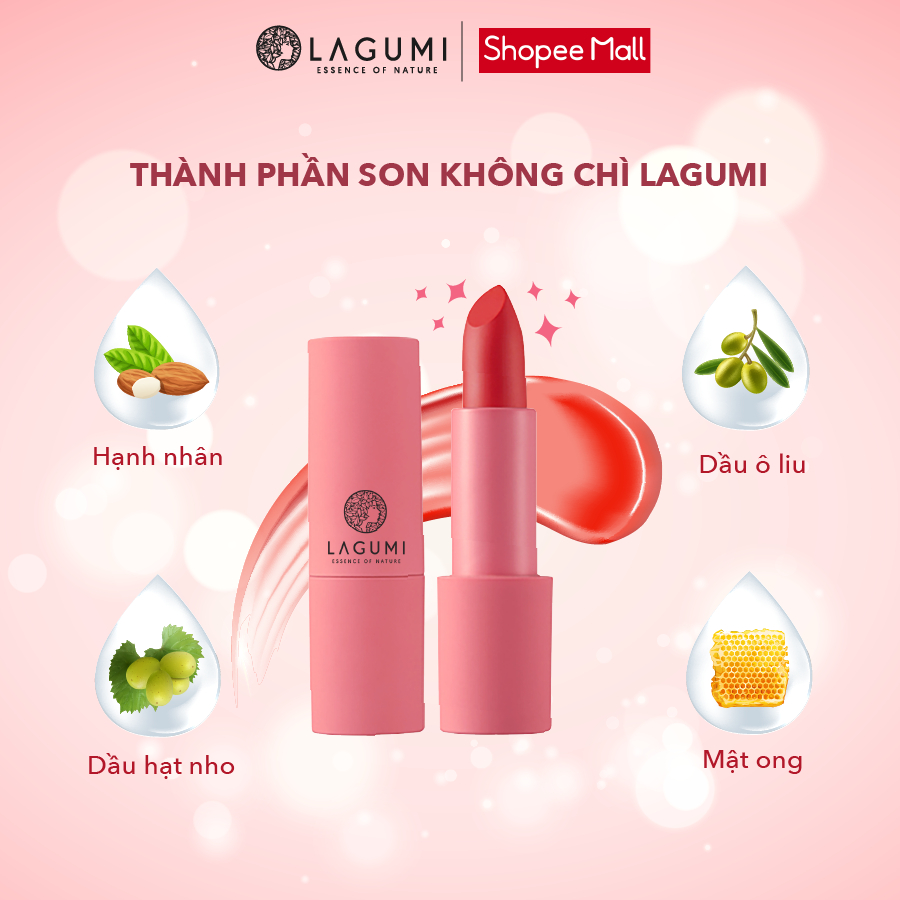 LAGUMI
ESSENCE OF NATURE
Shopee Mall
THÀNH PHẦN SON KHÔNG CHÌ LAGUMI
Hạnh nhân
Dầu ô liu
LAGUMI
ESSENCE OF NATURE
Dầu hạt nho
Mật ong